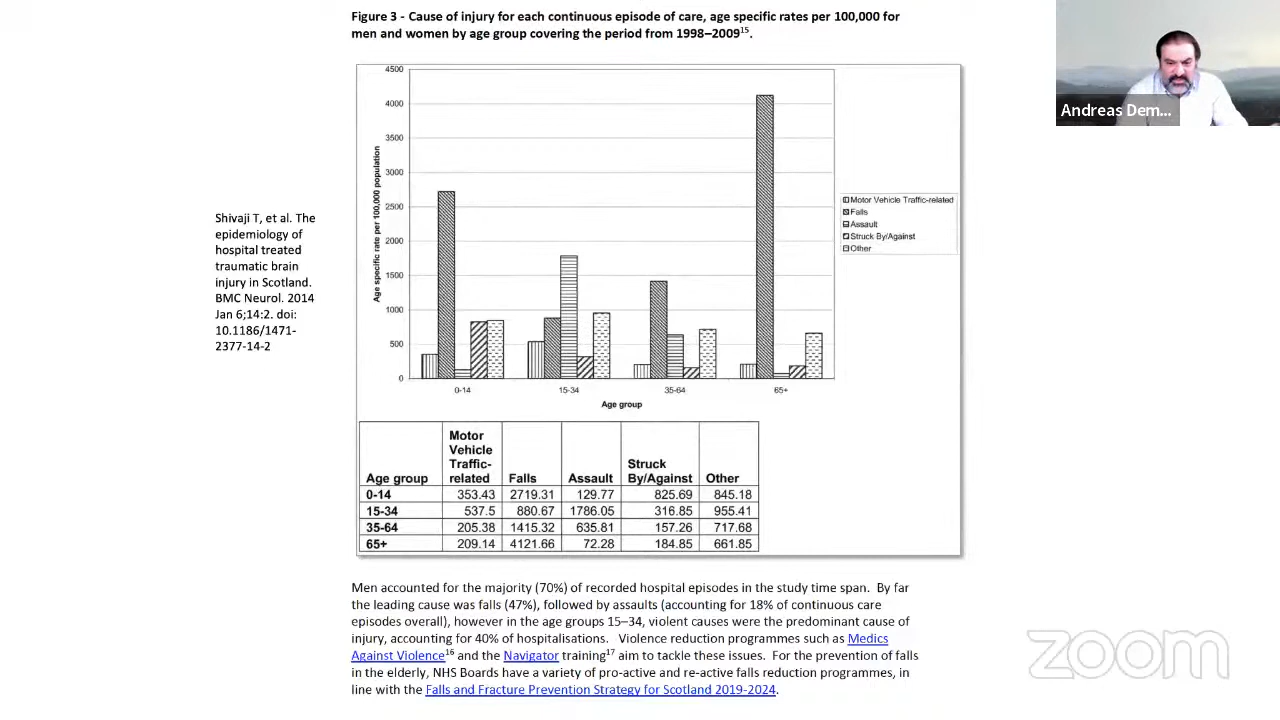 Figure 3 - Cause of injury for each continuous episode of care, age specific rates per 100,000 for
men and women by age group covering the period from 1998–2009¹⁵.
Andreas Dem...
4500
4000
3500
3000
2500
2000
1500
1000
500
0
Age specific rate per 100,000 population
0-14
15-34
35-64
65+
Age group
Motor Vehicle Traffic-related
Falls
Assault
Struck By/Against
Other
Shivaji T, et al. The
epidemiology of
hospital treated
traumatic brain
injury in Scotland.
BMC Neurol. 2014
Jan 6;14:2. doi:
10.1186/1471-
2377-14-2
Age group Motor Vehicle Traffic-related Falls Assault Struck By/Against Other
0-14 353.43 2719.31 129.77 825.69 845.18
15-34 537.5 880.67 1786.05 316.85 955.41
35-64 205.38 1415.32 635.81 157.26 717.68
65+ 209.14 4121.66 72.28 184.85 661.85
Men accounted for the majority (70%) of recorded hospital episodes in the study time span. By far
the leading cause was falls (47%), followed by assaults (accounting for 18% of continuous care
episodes overall), however in the age groups 15–34, violent causes were the predominant cause of
injury, accounting for 40% of hospitalisations. Violence reduction programmes such as Medics
Against Violence¹⁶ and the Navigator training¹⁷ aim to tackle these issues. For the prevention of falls
in the elderly, NHS Boards have a variety of pro-active and re-active falls reduction programmes, in
line with the Falls and Fracture Prevention Strategy for Scotland 2019-2024.
zoom